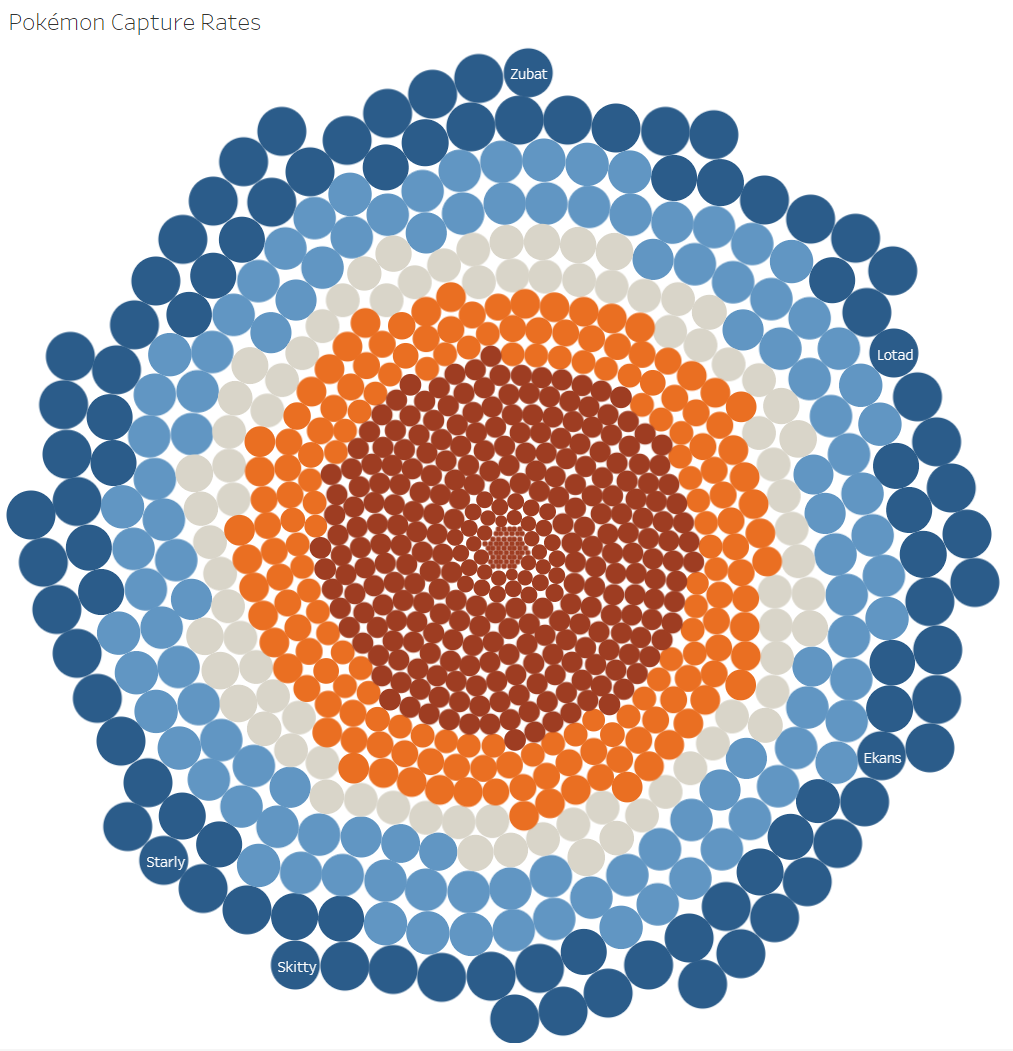 Pokémon Capture Rates
Zubat
Lotad
Ekans
Starly
Skitty